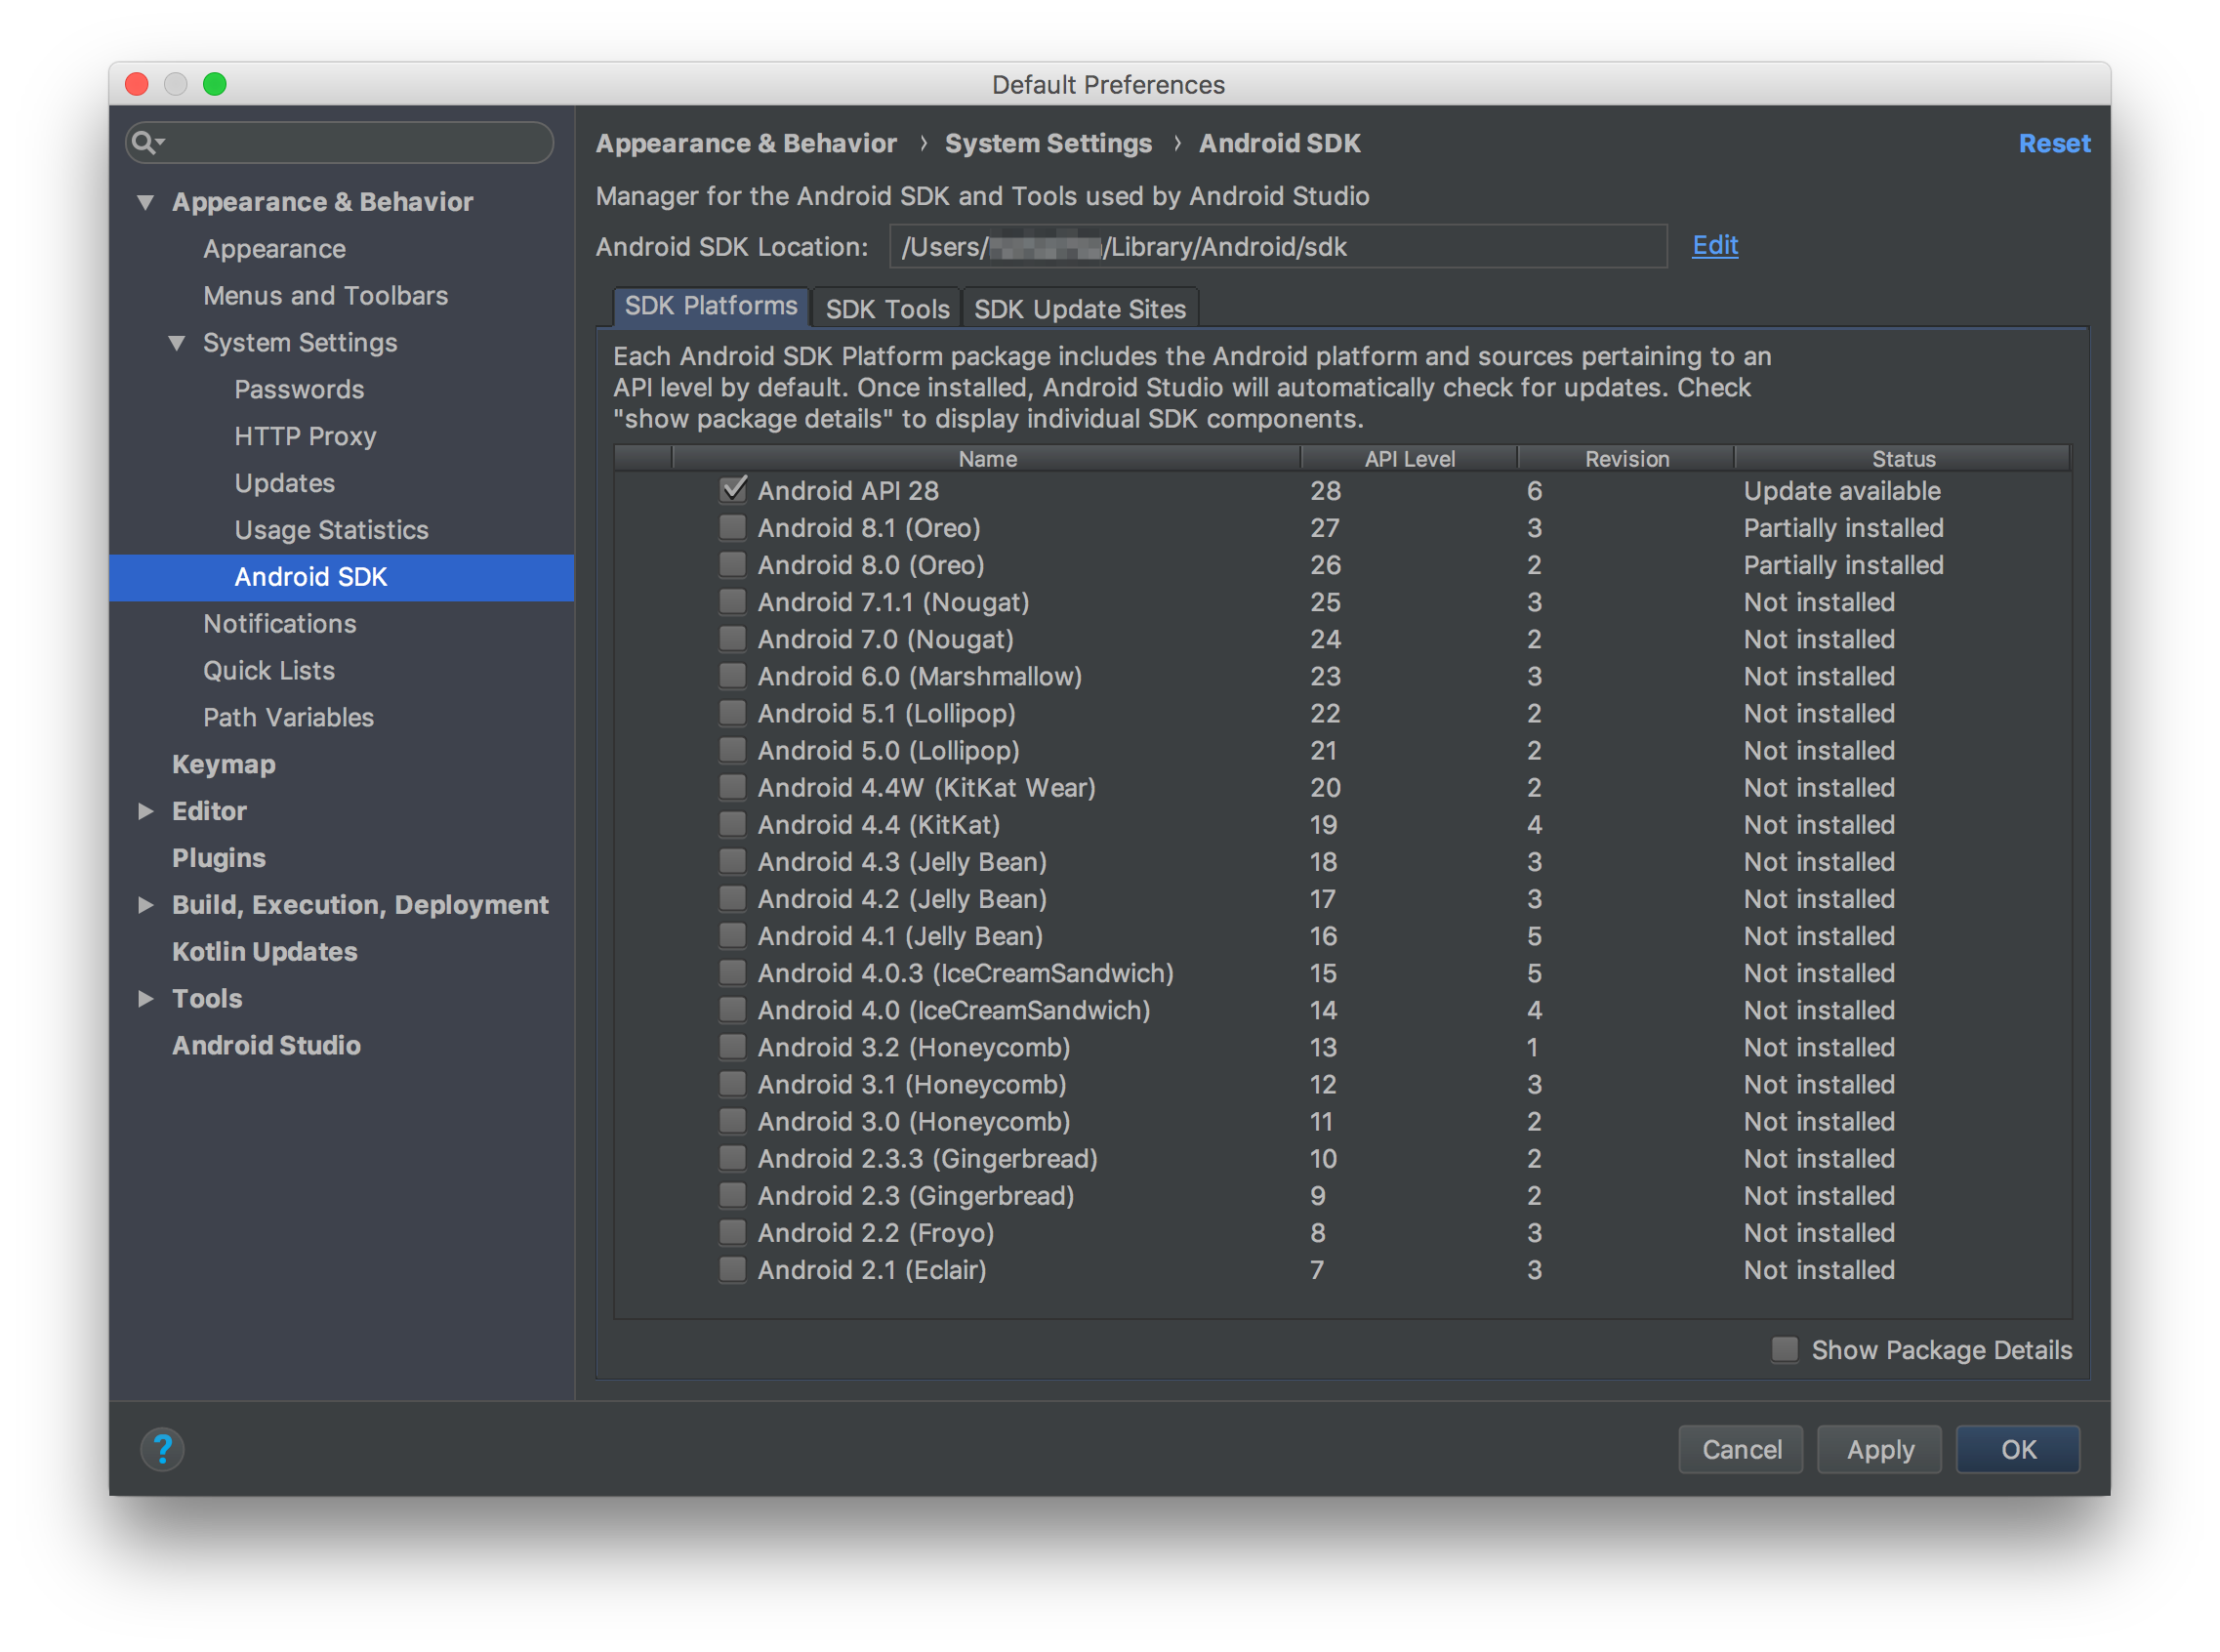 Default Preferences
Appearance & Behavior
Appearance
Menus and Toolbars
System Settings
Passwords
HTTP Proxy
Updates
Usage Statistics
Android SDK
Notifications
Quick Lists
Path Variables
Keymap
Editor
Plugins
Build, Execution, Deployment
Kotlin Updates
Tools
Android Studio
Appearance & Behavior › System Settings › Android SDK Reset
Manager for the Android SDK and Tools used by Android Studio
Android SDK Location: /Users/ /Library/Android/sdk Edit
SDK Platforms SDK Tools SDK Update Sites
Each Android SDK Platform package includes the Android platform and sources pertaining to an
API level by default. Once installed, Android Studio will automatically check for updates. Check
"show package details" to display individual SDK components.
Name API Level Revision Status
Android API 28 28 6 Update available
Android 8.1 (Oreo) 27 3 Partially installed
Android 8.0 (Oreo) 26 2 Partially installed
Android 7.1.1 (Nougat) 25 3 Not installed
Android 7.0 (Nougat) 24 2 Not installed
Android 6.0 (Marshmallow) 23 3 Not installed
Android 5.1 (Lollipop) 22 2 Not installed
Android 5.0 (Lollipop) 21 2 Not installed
Android 4.4W (KitKat Wear) 20 2 Not installed
Android 4.4 (KitKat) 19 4 Not installed
Android 4.3 (Jelly Bean) 18 3 Not installed
Android 4.2 (Jelly Bean) 17 3 Not installed
Android 4.1 (Jelly Bean) 16 5 Not installed
Android 4.0.3 (IceCreamSandwich) 15 5 Not installed
Android 4.0 (IceCreamSandwich) 14 4 Not installed
Android 3.2 (Honeycomb) 13 1 Not installed
Android 3.1 (Honeycomb) 12 3 Not installed
Android 3.0 (Honeycomb) 11 2 Not installed
Android 2.3.3 (Gingerbread) 10 2 Not installed
Android 2.3 (Gingerbread) 9 2 Not installed
Android 2.2 (Froyo) 8 3 Not installed
Android 2.1 (Eclair) 7 3 Not installed
Show Package Details
? Cancel Apply OK